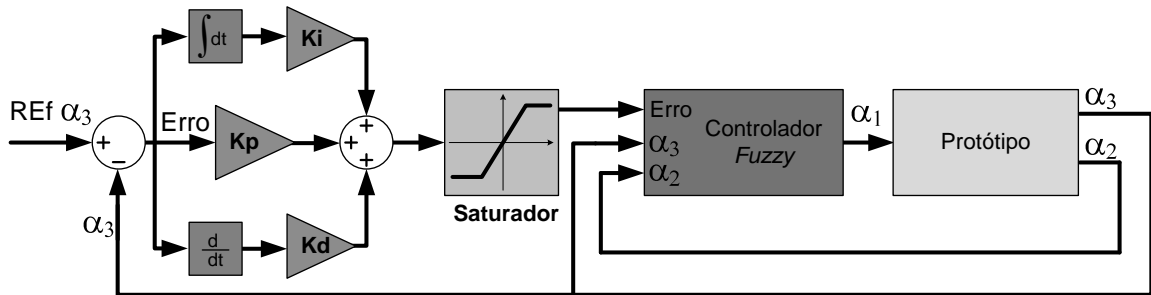 ∫dt
Ki
REf α₃
+
−
Erro
Kp
+
+
+
Saturador
Erro
α₃
α₂
Controlador
Fuzzy
α₁
Protótipo
α₃
α₂
α₃
d
dt
Kd